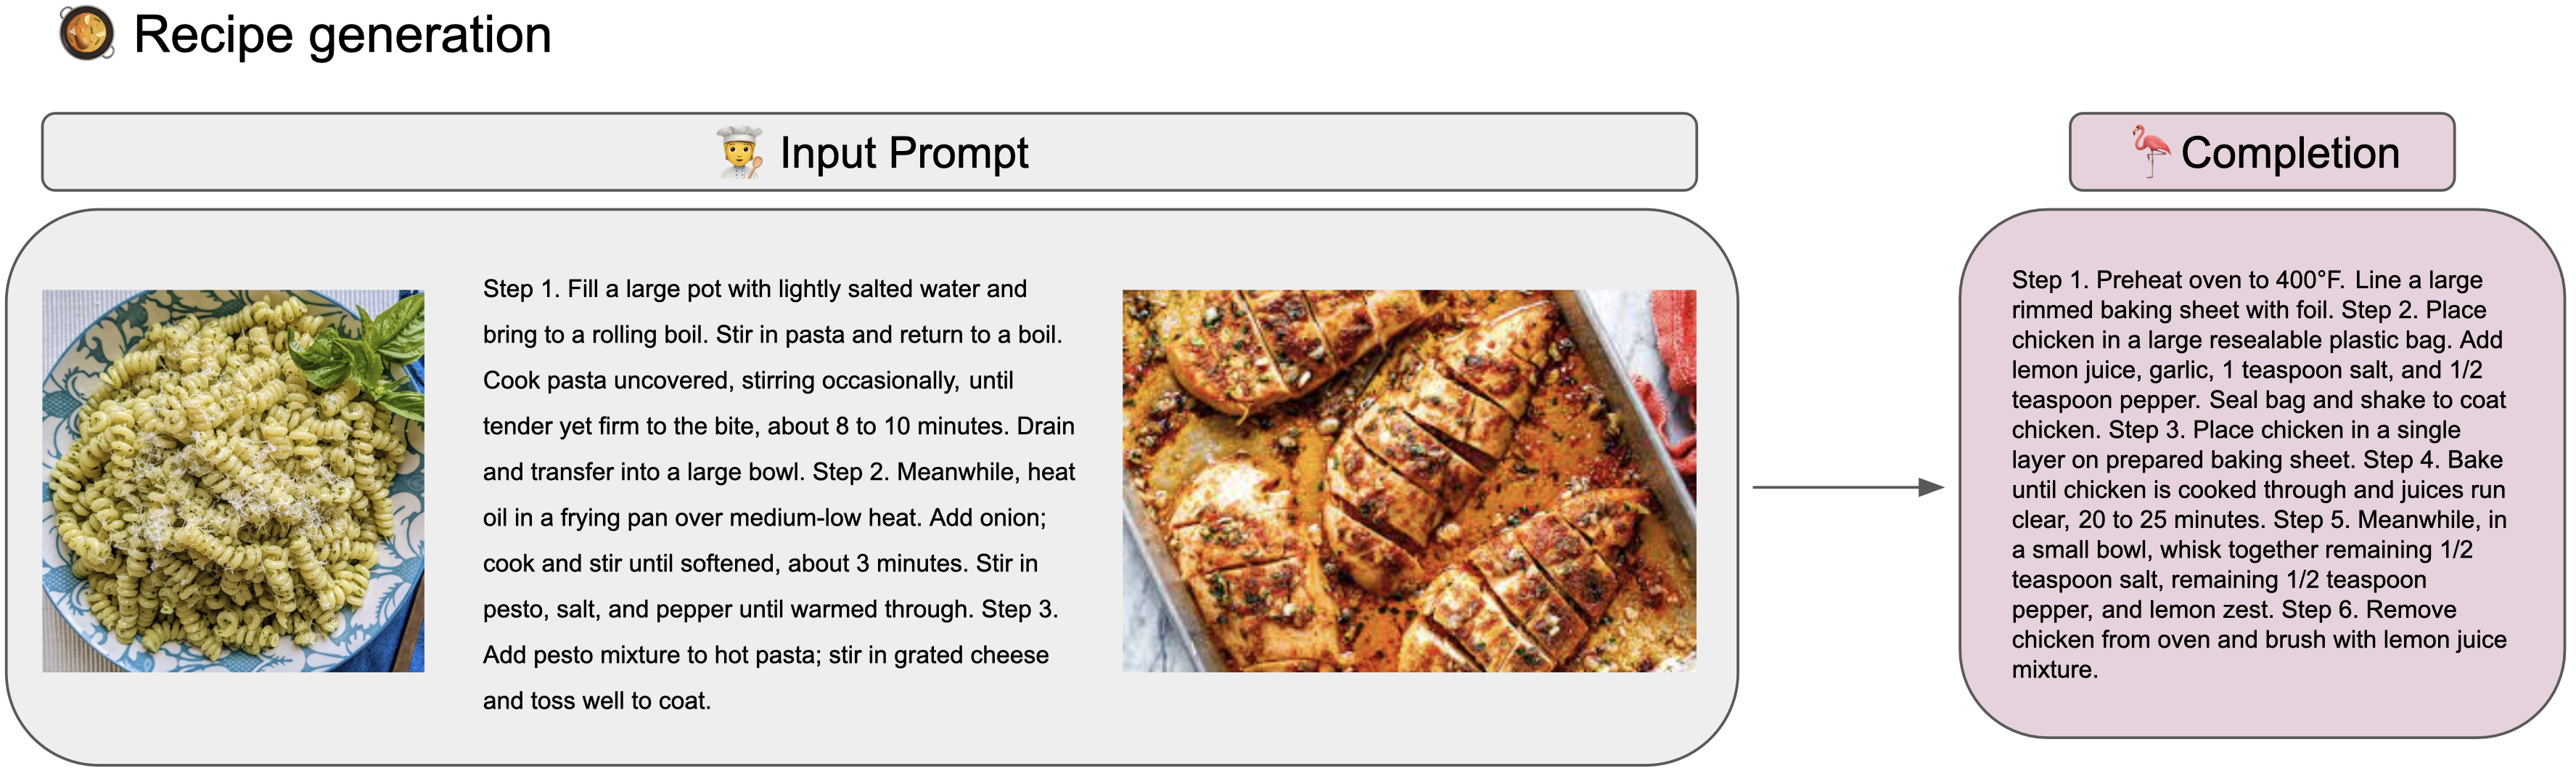 Recipe generation
Input Prompt
Completion
Step 1. Fill a large pot with lightly salted water and
bring to a rolling boil. Stir in pasta and return to a boil.
Cook pasta uncovered, stirring occasionally, until
tender yet firm to the bite, about 8 to 10 minutes. Drain
and transfer into a large bowl. Step 2. Meanwhile, heat
oil in a frying pan over medium-low heat. Add onion;
cook and stir until softened, about 3 minutes. Stir in
pesto, salt, and pepper until warmed through. Step 3.
Add pesto mixture to hot pasta; stir in grated cheese
and toss well to coat.
Step 1. Preheat oven to 400°F. Line a large
rimmed baking sheet with foil. Step 2. Place
chicken in a large resealable plastic bag. Add
lemon juice, garlic, 1 teaspoon salt, and 1/2
teaspoon pepper. Seal bag and shake to coat
chicken. Step 3. Place chicken in a single
layer on prepared baking sheet. Step 4. Bake
until chicken is cooked through and juices run
clear, 20 to 25 minutes. Step 5. Meanwhile, in
a small bowl, whisk together remaining 1/2
teaspoon salt, remaining 1/2 teaspoon
pepper, and lemon zest. Step 6. Remove
chicken from oven and brush with lemon juice
mixture.